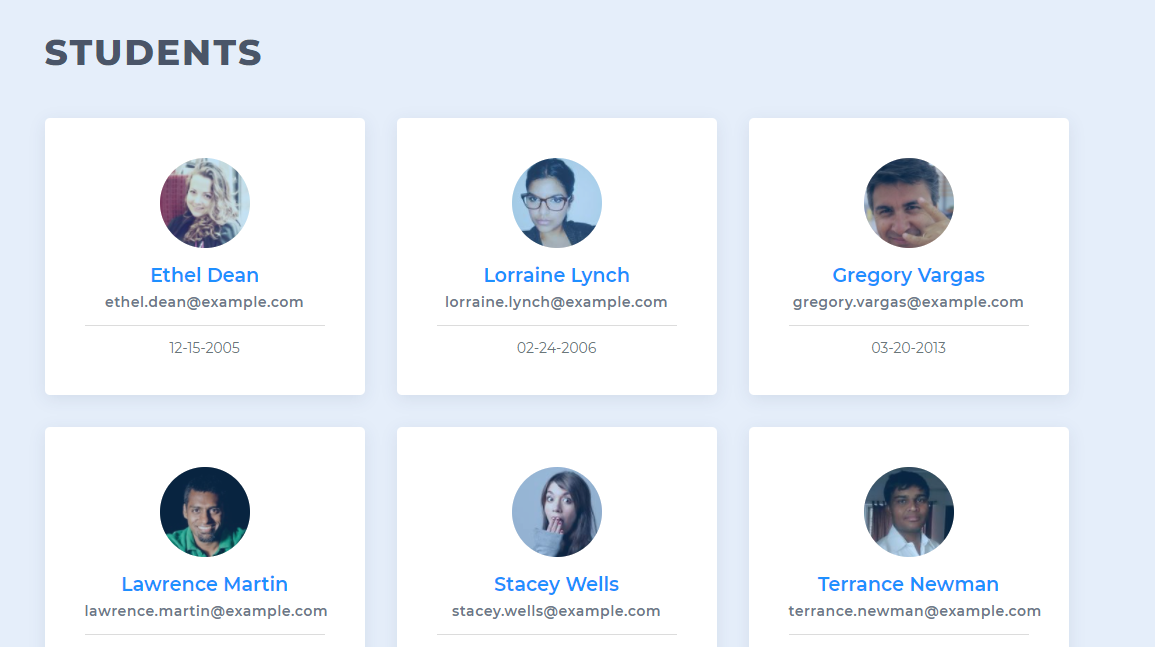 STUDENTS
Ethel Dean
ethel.dean@example.com
12-15-2005
Lorraine Lynch
lorraine.lynch@example.com
02-24-2006
Gregory Vargas
gregory.vargas@example.com
03-20-2013
Lawrence Martin
lawrence.martin@example.com
Stacey Wells
stacey.wells@example.com
Terrance Newman
terrance.newman@example.com